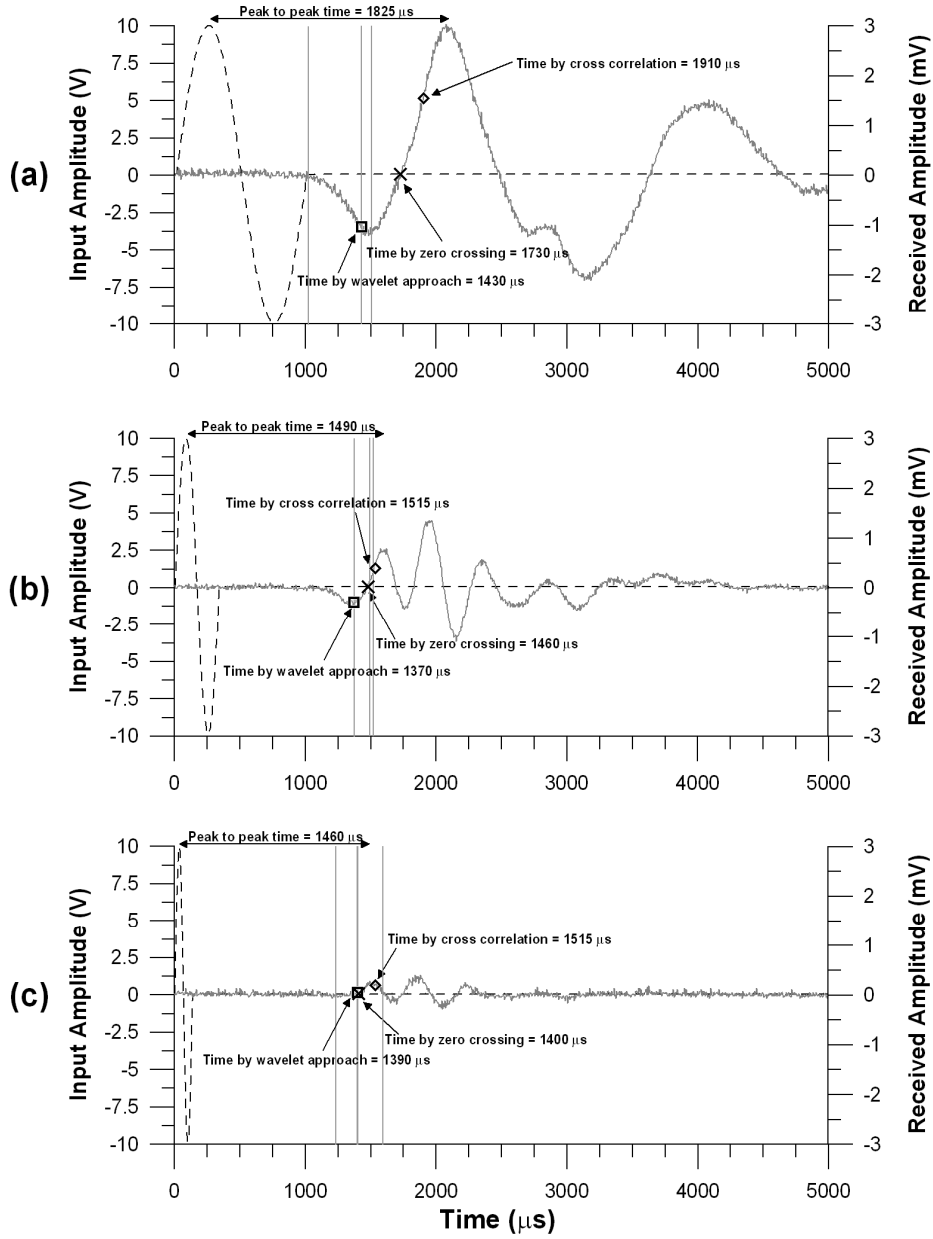 (a)
Input Amplitude (V)
10
7.5
5
2.5
0
-2.5
-5
-7.5
-10
Peak to peak time = 1825 μs
Time by cross correlation = 1910 μs
Time by zero crossing = 1730 μs
Time by wavelet approach = 1430 μs
3
2
1
0
-1
-2
-3
Received Amplitude (mV)
0 1000 2000 3000 4000 5000
(b)
Input Amplitude (V)
10
7.5
5
2.5
0
-2.5
-5
-7.5
-10
Peak to peak time = 1490 μs
Time by cross correlation = 1515 μs
Time by zero crossing = 1460 μs
Time by wavelet approach = 1370 μs
3
2
1
0
-1
-2
-3
Received Amplitude (mV)
0 1000 2000 3000 4000 5000
(c)
Input Amplitude (V)
10
7.5
5
2.5
0
-2.5
-5
-7.5
-10
Peak to peak time = 1460 μs
Time by cross correlation = 1515 μs
Time by zero crossing = 1400 μs
Time by wavelet approach = 1390 μs
3
2
1
0
-1
-2
-3
Received Amplitude (mV)
0 1000 2000 3000 4000 5000
Time (μs)